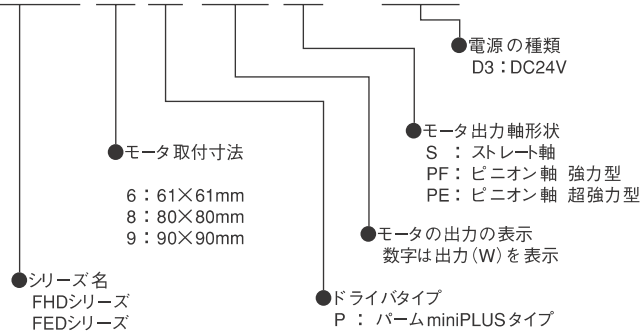 電源の種類
D3：DC24V
モータ出力軸形状
S ： ストレート軸
PF： ピニオン軸 強力型
PE： ピニオン軸 超強力型
モータ取付寸法
6：61×61mm
8：80×80mm
9：90×90mm
モータの出力の表示
数字は出力(W)を表示
シリーズ名
FHDシリーズ
FEDシリーズ
ドライバタイプ
P ： パームminiPLUSタイプ